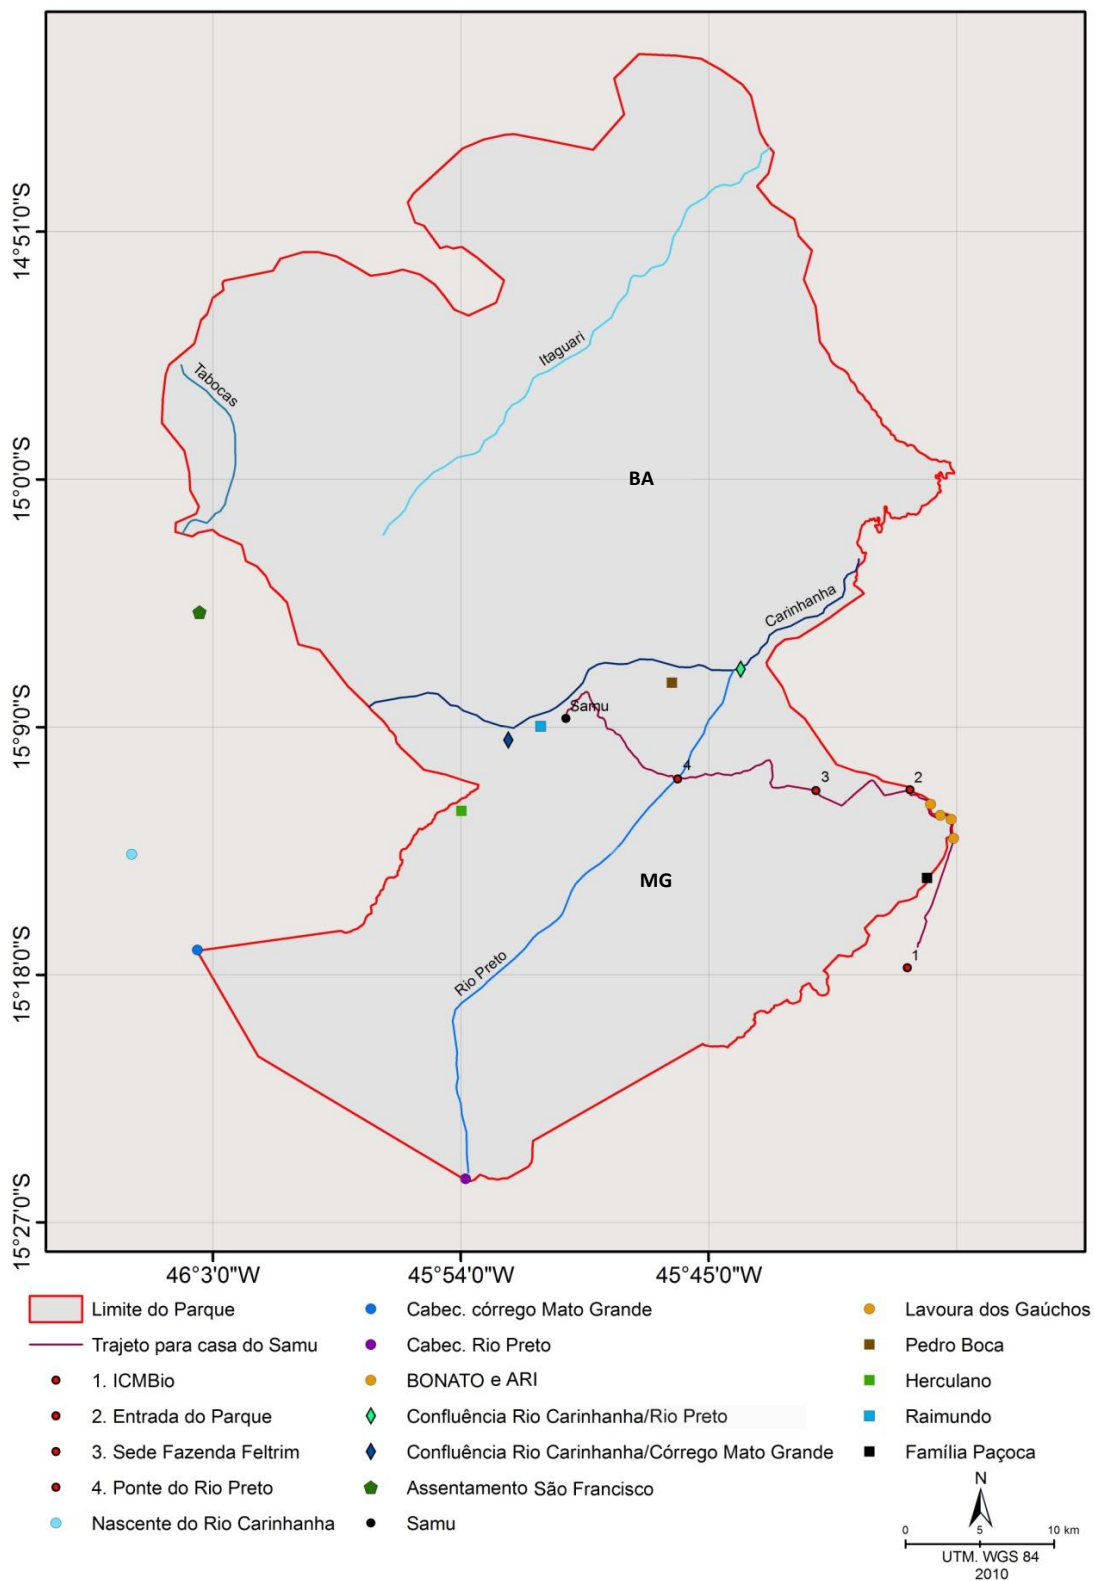 14°51'0"S
Itaguari
Tabocas
15°0'0"S
BA
Carinhanha
Samu
15°9'0"S
4
3
2
MG
1
Rio Preto
15°18'0"S
15°27'0"S
46°3'0"W
45°54'0"W
45°45'0"W
Limite do Parque
Trajeto para casa do Samu
1. ICMBio
2. Entrada do Parque
3. Sede Fazenda Feltrim
4. Ponte do Rio Preto
Nascente do Rio Carinhanha
Cabec. córrego Mato Grande
Cabec. Rio Preto
BONATO e ARI
Confluência Rio Carinhanha/Rio Preto
Confluência Rio Carinhanha/Córrego Mato Grande
Assentamento São Francisco
Samu
Lavoura dos Gaúchos
Pedro Boca
Herculano
Raimundo
Família Paçoca
N
0 5 10 km
UTM. WGS 84
2010